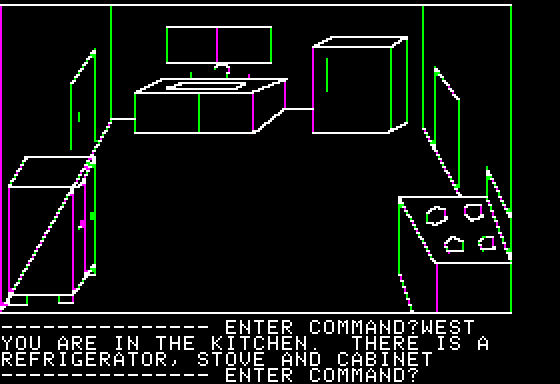 --------------- ENTER COMMAND?WEST
YOU ARE IN THE KITCHEN.  THERE IS A
REFRIGERATOR, STOVE AND CABINET
--------------- ENTER COMMAND?